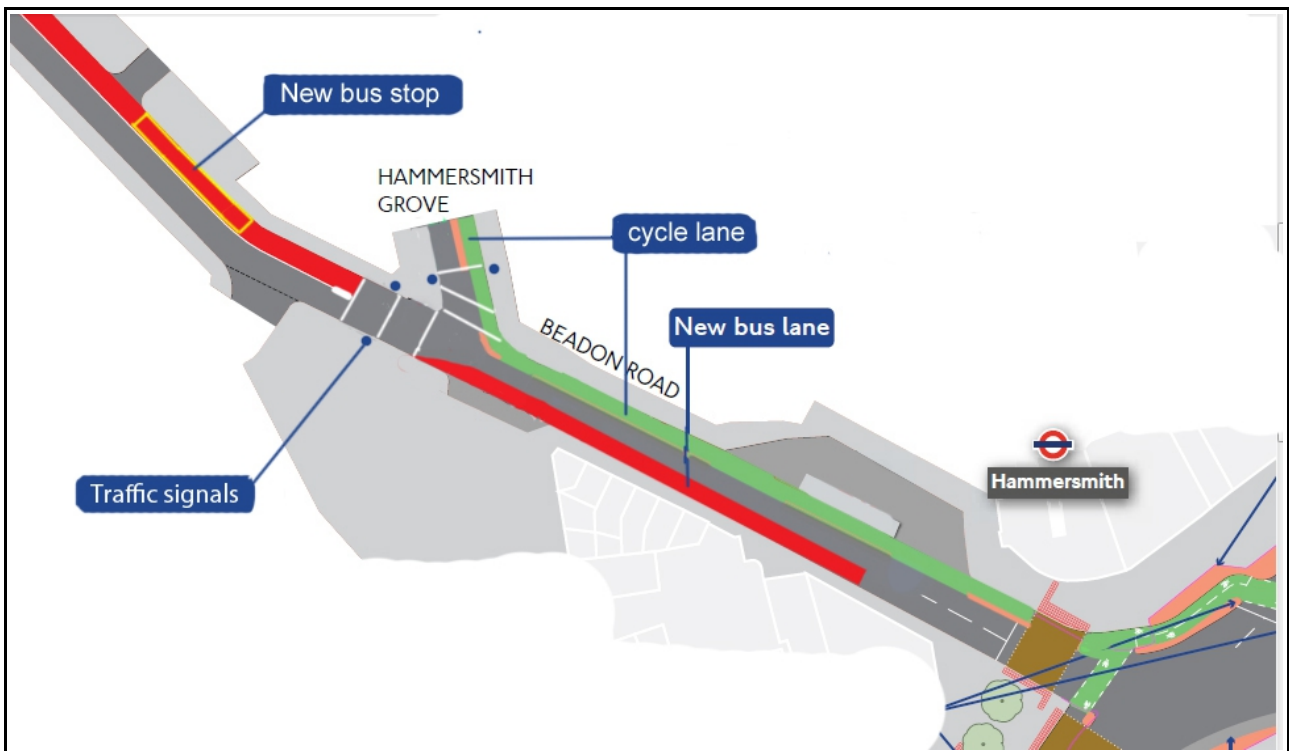 New bus stop
HAMMERSMITH
GROVE
cycle lane
BEADON ROAD
New bus lane
Hammersmith
Traffic signals